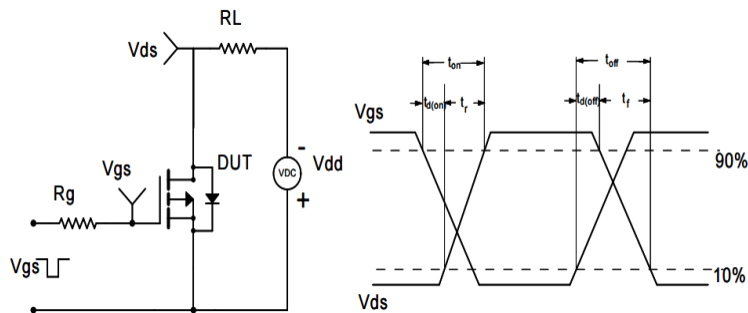 RL
Vds
DUT
-
Vdd
VDC
+
Vgs
Rg
Vgs
ton
toff
td(on)
tr
td(off)
tf
Vgs
90%
10%
Vds